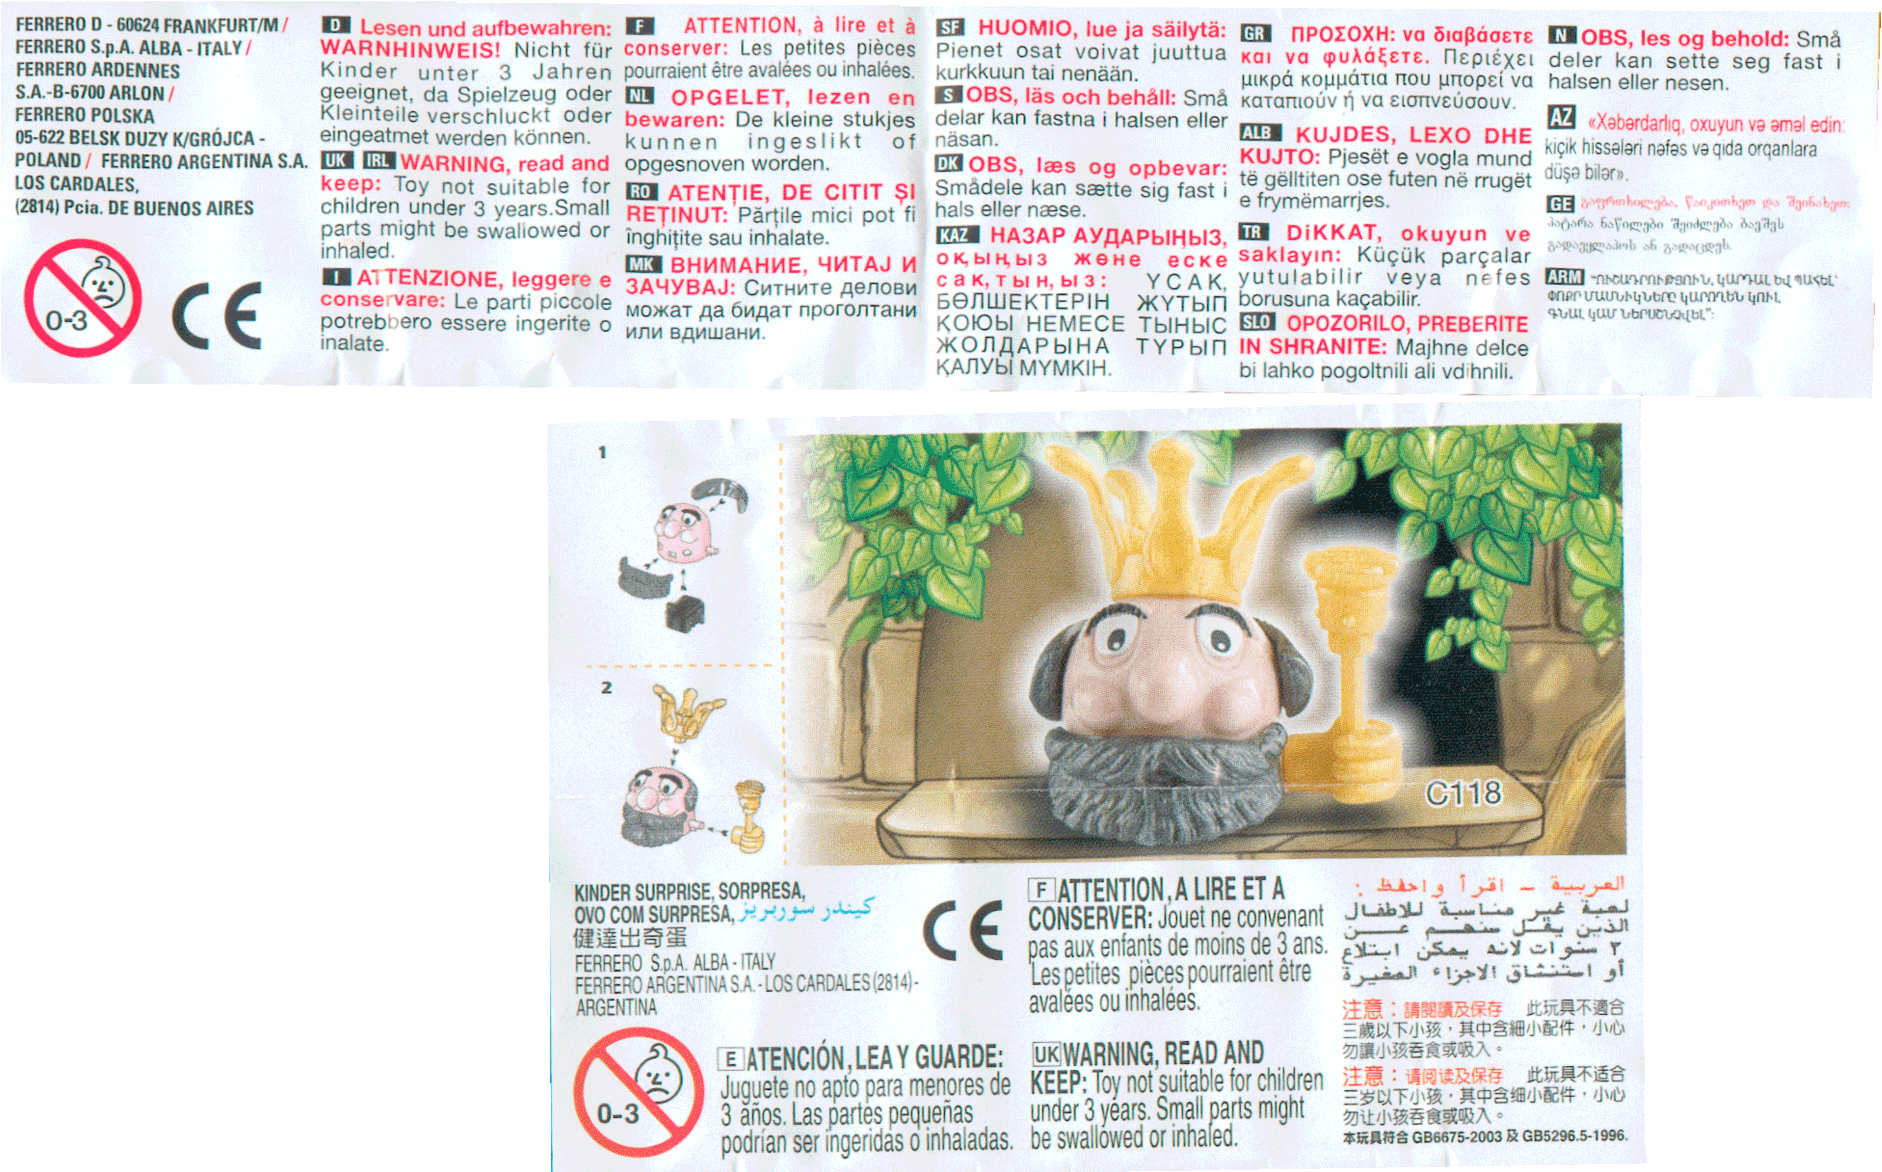 FERRERO D - 60624 FRANKFURT/M /
FERRERO S.p.A. ALBA - ITALY /
FERRERO ARDENNES
S.A.-B-6700 ARLON /
FERRERO POLSKA
05-622 BELSK DUZY K/GRÓJCA -
POLAND / FERRERO ARGENTINA S.A.
LOS CARDALES,
(2814) Pcia. DE BUENOS AIRES
0-3
CE
D Lesen und aufbewahren:
WARNHINWEIS! Nicht für
Kinder unter 3 Jahren
geeignet, da Spielzeug oder
Kleinteile verschluckt oder
eingeatmet werden können.
UK IRL WARNING, read and
keep: Toy not suitable for
children under 3 years.Small
parts might be swallowed or
inhaled.
I ATTENZIONE, leggere e
conservare: Le parti piccole
potrebbero essere ingerite o
inalate.
F ATTENTION, à lire et à
conserver: Les petites pièces
pourraient être avalées ou inhalées.
NL OPGELET, lezen en
bewaren: De kleine stukjes
kunnen ingeslikt of
opgesnoven worden.
RO ATENȚIE, DE CITIT ȘI
REȚINUT: Părțile mici pot fi
înghițite sau inhalate.
MK ВНИМАНИЕ, ЧИТАЈ И
ЗАЧУВАЈ: Ситните делови
можат да бидат проголтани
или вдишани.
SF HUOMIO, lue ja säilytä:
Pienet osat voivat juuttua
kurkkuun tai nenään.
S OBS, läs och behåll: Små
delar kan fastna i halsen eller
näsan.
DK OBS, læs og opbevar:
Smådele kan sætte sig fast i
hals eller næse.
KAZ НАЗАР АУДАРЫҢЫЗ,
оқыңыз және еске
сақтыңыз: ҮСАҚ,
БӨЛШЕКТЕРІН ЖҮТЫП
ҚОЮЫ НЕМЕСЕ ТЫНЫС
ЖОЛДАРЫНА ТҮРЫП
ҚАЛУЫ МҮМКІН.
GR ΠΡΟΣΟΧΗ: να διαβάσετε
και να φυλάξετε. Περιέχει
μικρά κομμάτια που μπορεί να
καταπιούν ή να εισπνεύσουν.
ALB KUJDES, LEXO DHE
KUJTO: Pjesët e vogla mund
të gëlltiten ose futen në rrugët
e frymëmarrjes.
TR DiKKAT, okuyun ve
saklayın: Küçük parçalar
yutulabilir veya nefes
borusuna kaçabilir.
SLO OPOZORILO, PREBERITE
IN SHRANITE: Majhne delce
bi lahko pogoltnili ali vdihnili.
N OBS, les og behold: Små
deler kan sette seg fast i
halsen eller nesen.
AZ «Xəbərdarlıq, oxuyun və əməl edin:
kiçik hissələri nəfəs və qida orqanlara
düşə bilər».
GE გაფრთხილება, წაიკითხეთ და შეინახეთ:
პატარა ნაწილები შეიძლება ბავშვს
გადაეყლაპოს ან გადაცდეს.
ARM "ՈՒՇԱԴՐՈՒԹՅՈՒՆ, ԿԱՐԴԱԼ ԵՎ ՊԱՀԵԼ՝
ՓՈՔՐ ՄԱՍՆԻԿՆԵՐԸ ԿԱՐՈՂԵՆ ԿՈՒԼ
ԳՆԱԼ ԿԱՄ ՆԵՐՍՇՆՉՎԵԼ":
1
2
C118
KINDER SURPRISE, SORPRESA,
OVO COM SURPRESA, كيندر سوربريز
健達出奇蛋
FERRERO S.p.A. ALBA - ITALY
FERRERO ARGENTINA S.A. - LOS CARDALES (2814) -
ARGENTINA
CE
0-3
E ATENCIÓN, LEA Y GUARDE:
Juguete no apto para menores de
3 años. Las partes pequeñas
podrían ser ingeridas o inhaladas.
F ATTENTION, A LIRE ET A
CONSERVER: Jouet ne convenant
pas aux enfants de moins de 3 ans.
Les petites pièces pourraient être
avalées ou inhalées.
UK WARNING, READ AND
KEEP: Toy not suitable for children
under 3 years. Small parts might
be swallowed or inhaled.
العربية - اقرأ واحفظ :
لعبة غير مناسبة للاطفال
الذين يقل سنهم عن
٣ سنوات لانه يمكن ابتلاع
أو استنشاق الاجزاء الصغيرة
注意：請閱讀及保存 此玩具不適合
三歲以下小孩，其中含細小配件，小心
勿讓小孩吞食或吸入。
注意：请阅读及保存 此玩具不适合
三岁以下小孩，其中含细小配件，小心
勿让小孩吞食或吸入。
本玩具符合 GB6675-2003 及 GB5296.5-1996.